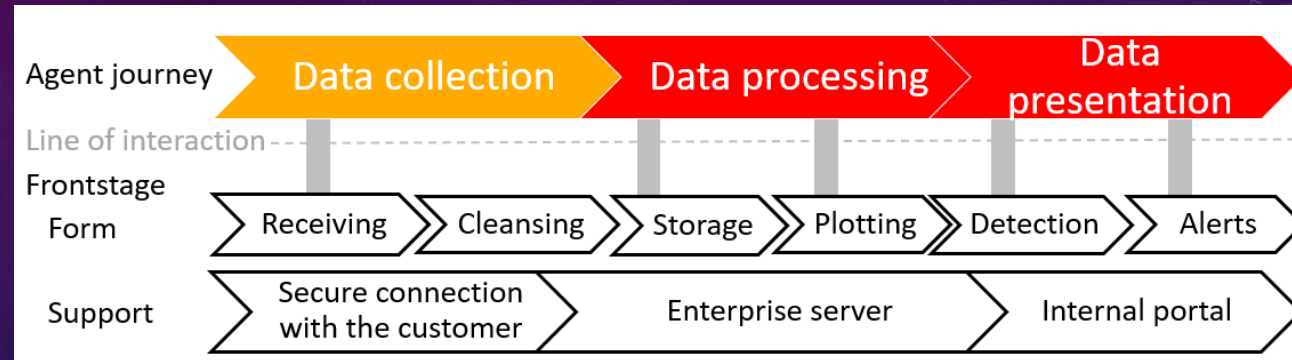 Agent journey
Data collection
Data processing
Data
presentation
Line of interaction
Frontstage
Form
Receiving
Cleansing
Storage
Plotting
Detection
Alerts
Support
Secure connection
with the customer
Enterprise server
Internal portal